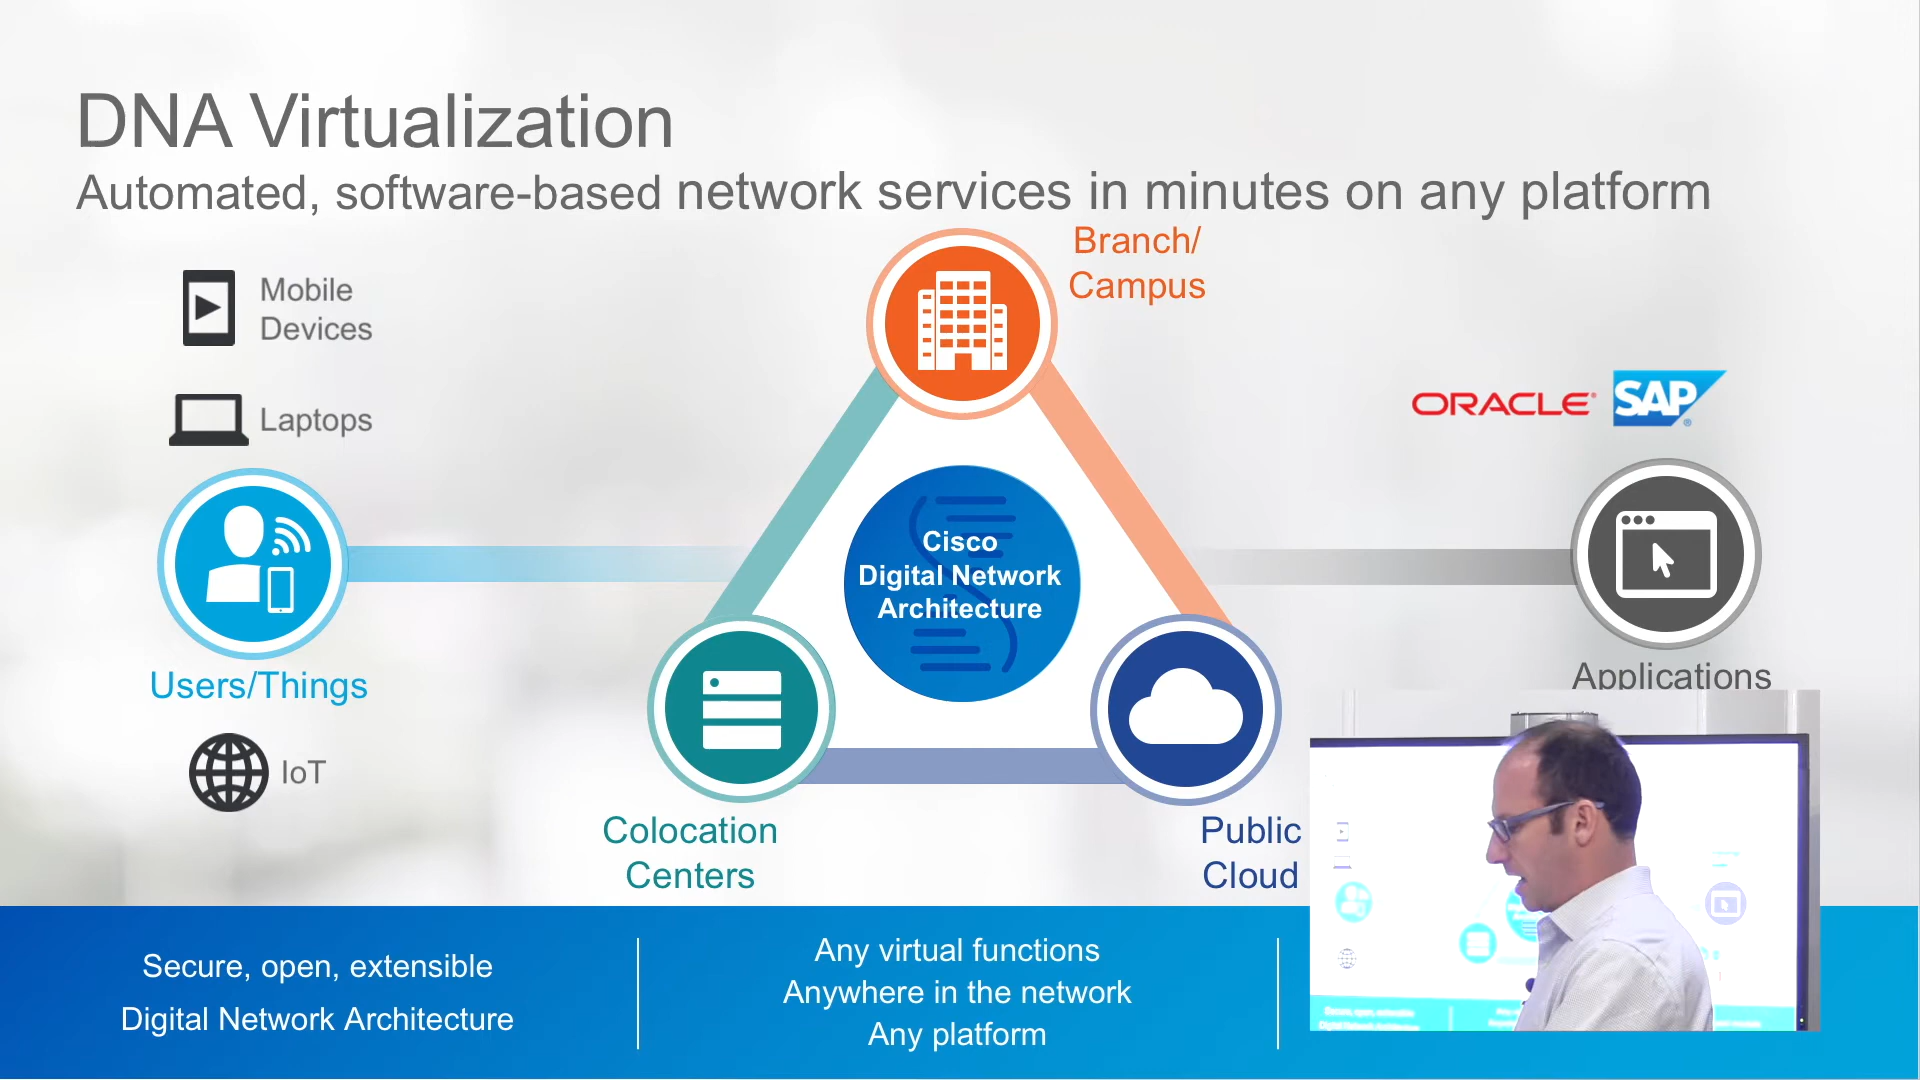 DNA Virtualization
Automated, software-based network services in minutes on any platform
Branch/
Campus
Mobile
Devices
Laptops
ORACLE
SAP
Cisco
Digital Network
Architecture
Users/Things
Applications
IoT
Colocation
Centers
Public
Cloud
Secure, open, extensible
Digital Network Architecture
Any virtual functions
Anywhere in the network
Any platform